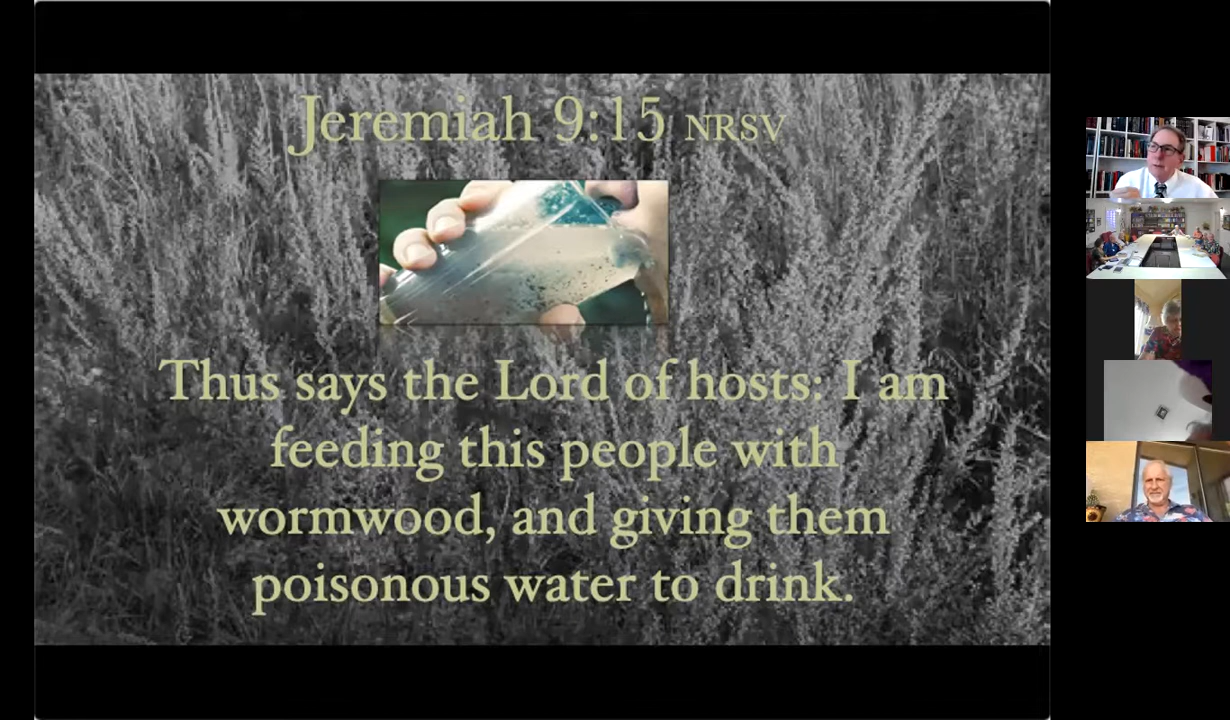 Jeremiah 9:15 NRSV
Thus says the Lord of hosts: I am
feeding this people with
wormwood, and giving them
poisonous water to drink.